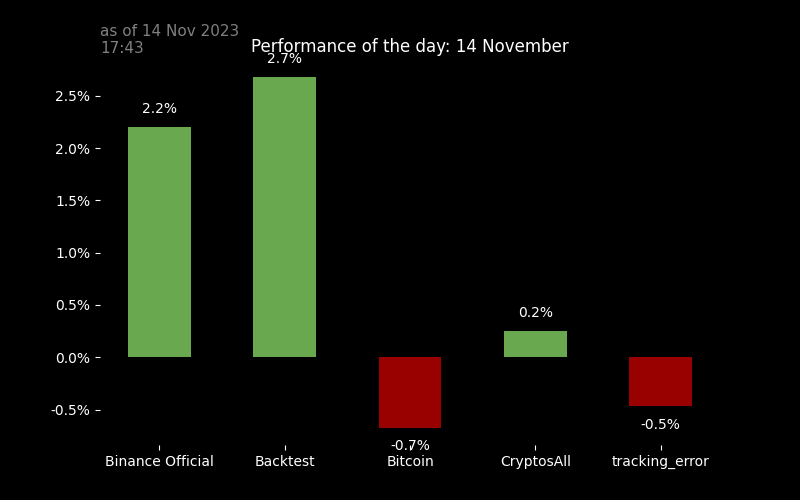 as of 14 Nov 2023
17:43
Performance of the day: 14 November
2.7%
2.5%
2.2%
2.0%
1.5%
1.0%
0.5%
0.2%
0.0%
-0.5%
-0.5%
-0.7%
Binance Official
Backtest
Bitcoin
CryptosAll
tracking_error